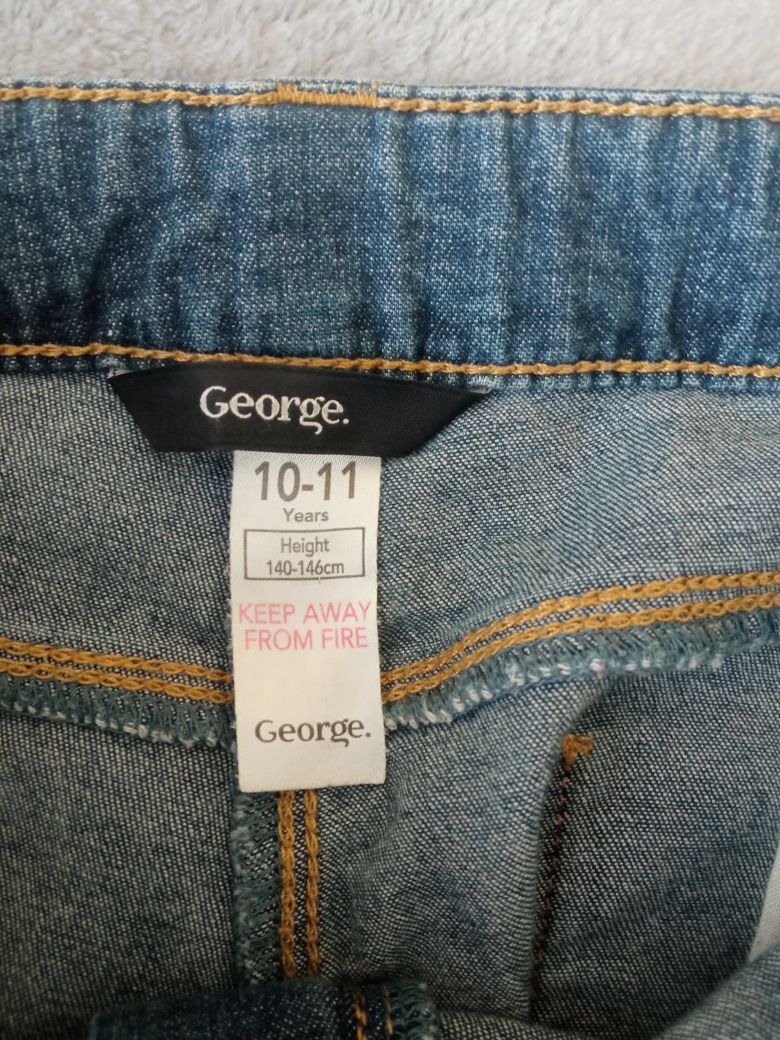 George.
10-11
Years
Height
140-146cm
KEEP AWAY
FROM FIRE
George.